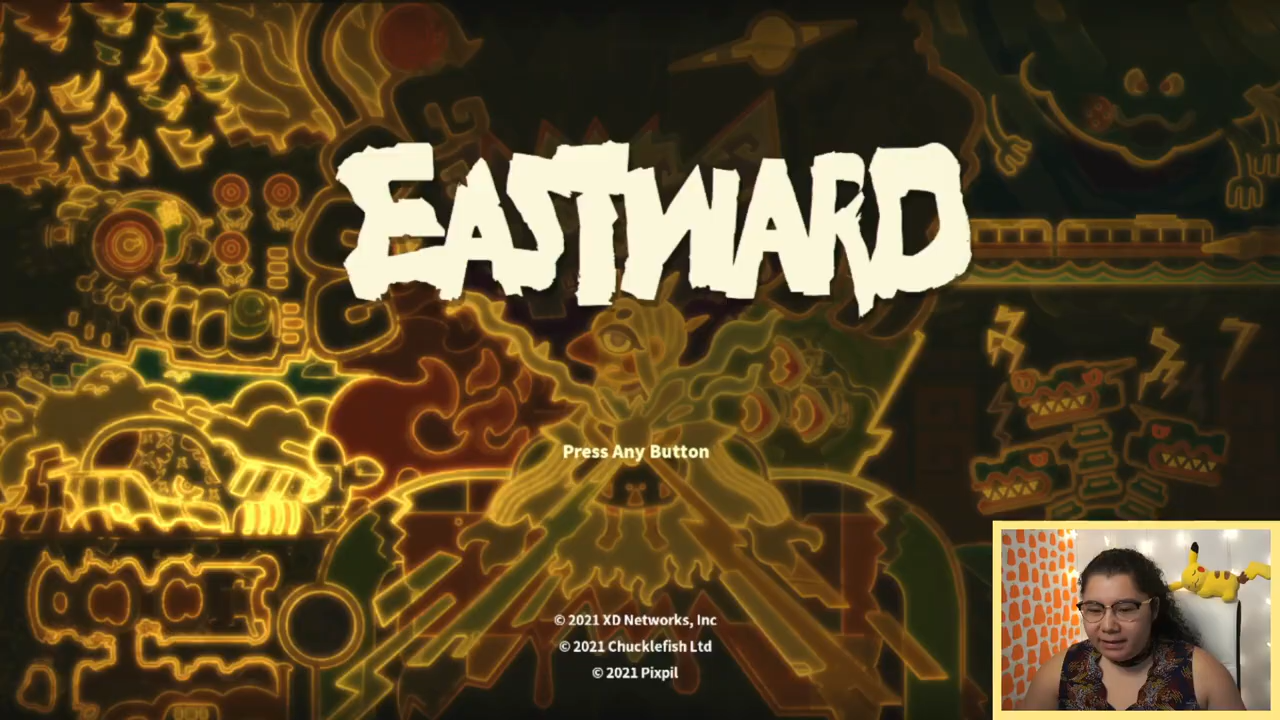 EASTWARD
Press Any Button
© 2021 XD Networks, Inc
© 2021 Chucklefish Ltd
© 2021 Pixpil